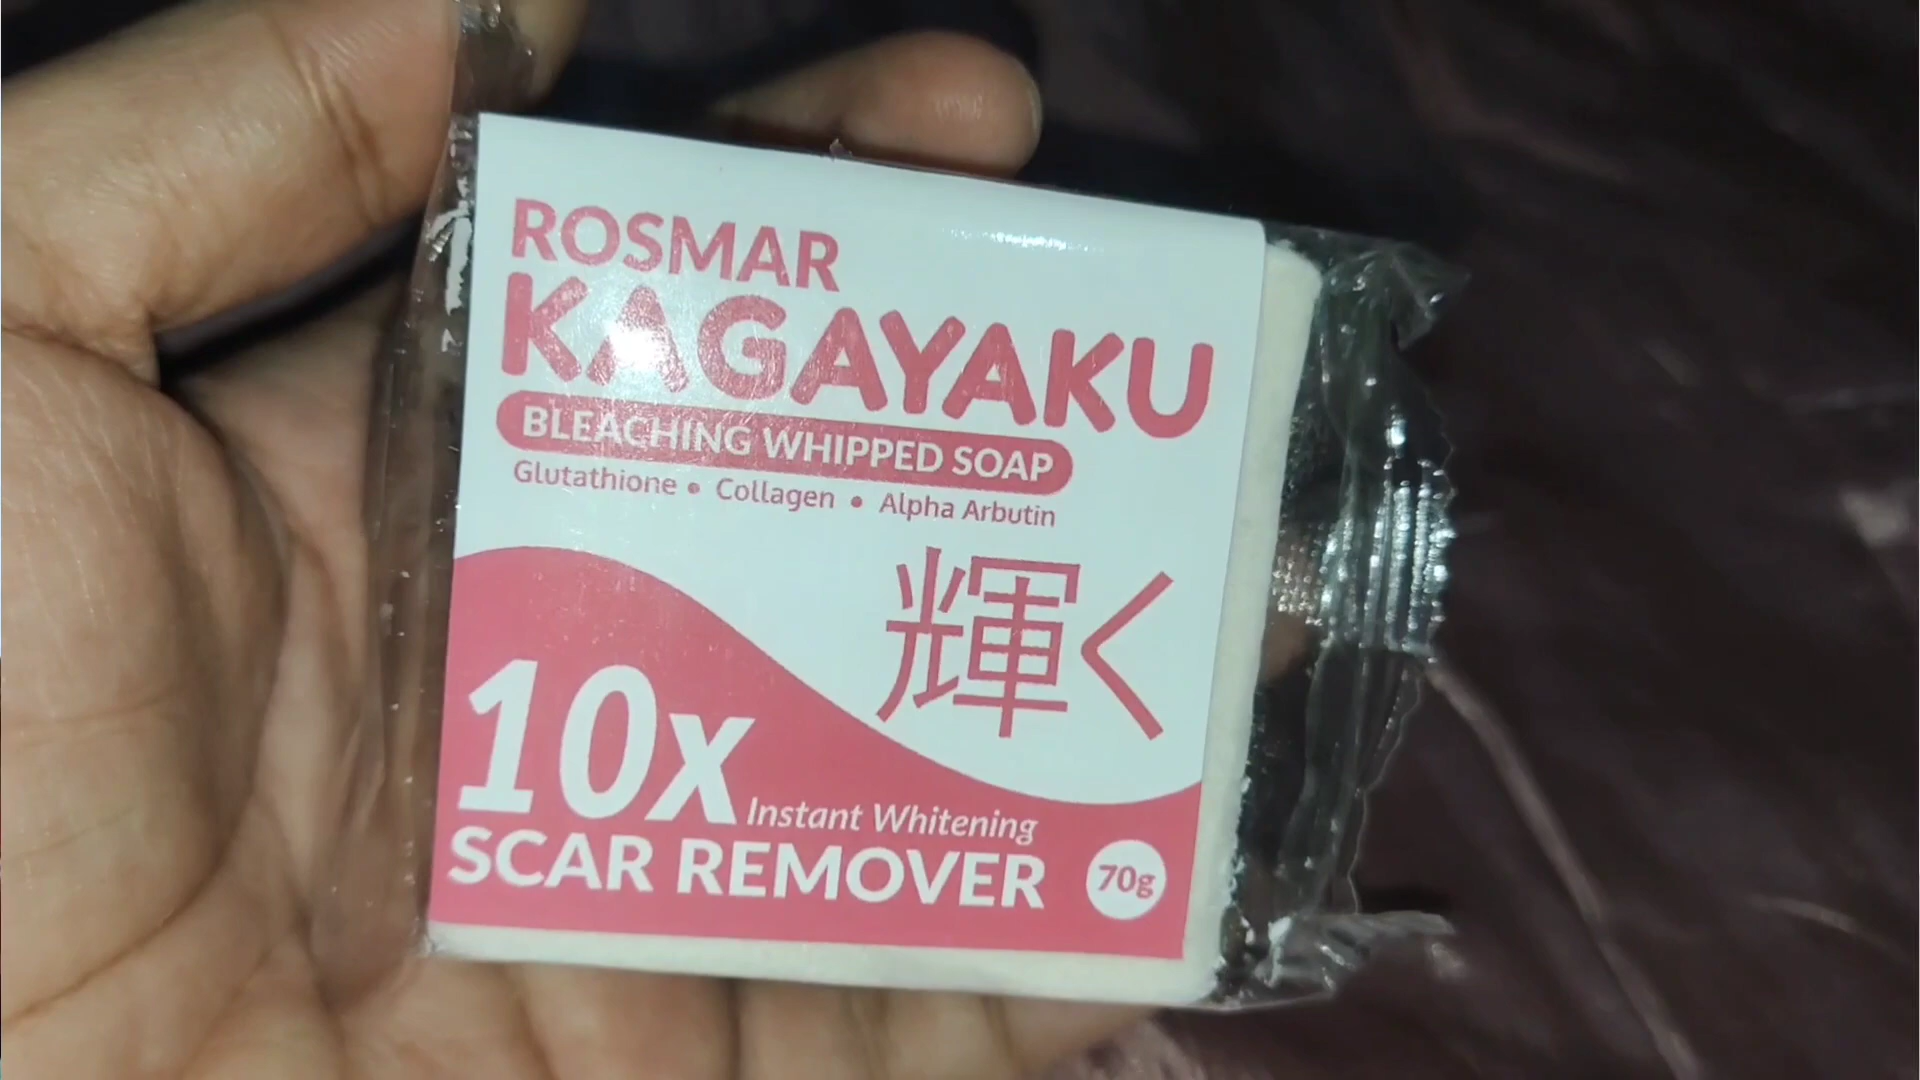 ROSMAR
KAGAYAKU
BLEACHING WHIPPED SOAP
Glutathione • Collagen • Alpha Arbutin
輝く
10x Instant Whitening
SCAR REMOVER
70g